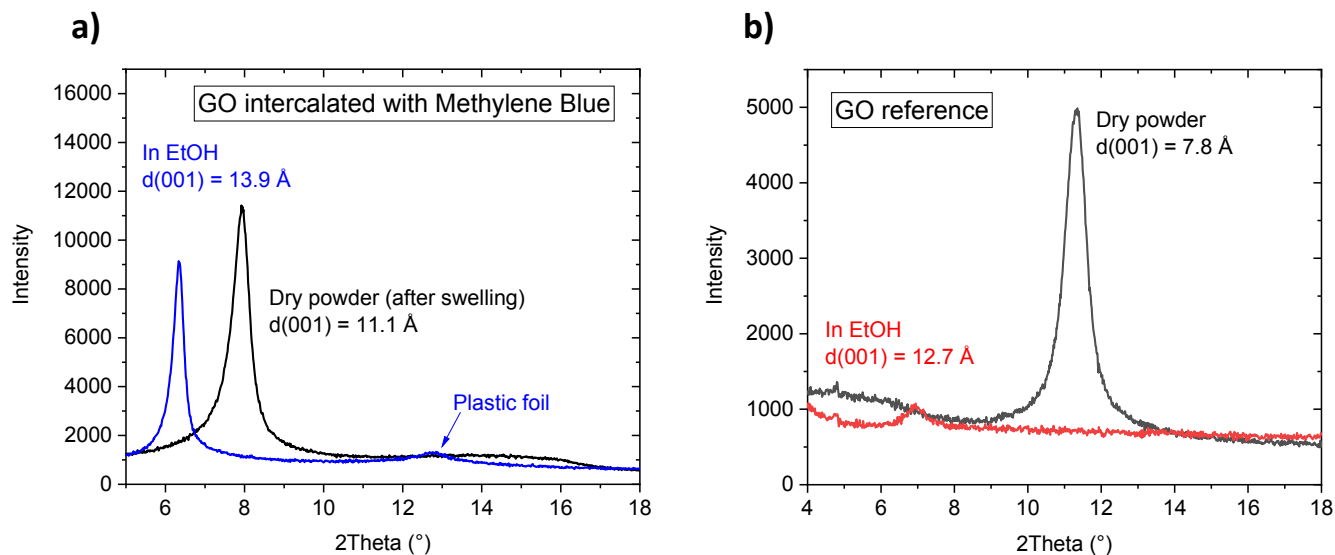 a)
GO intercalated with Methylene Blue
In EtOH
d(001) = 13.9 Å
Dry powder (after swelling)
d(001) = 11.1 Å
Plastic foil
Intensity
16000
14000
12000
10000
8000
6000
4000
2000
0
6
8
10
12
14
16
18
2Theta (°)
b)
GO reference
Dry powder
d(001) = 7.8 Å
In EtOH
d(001) = 12.7 Å
Intensity
5000
4000
3000
2000
1000
0
4
6
8
10
12
14
16
18
2Theta (°)